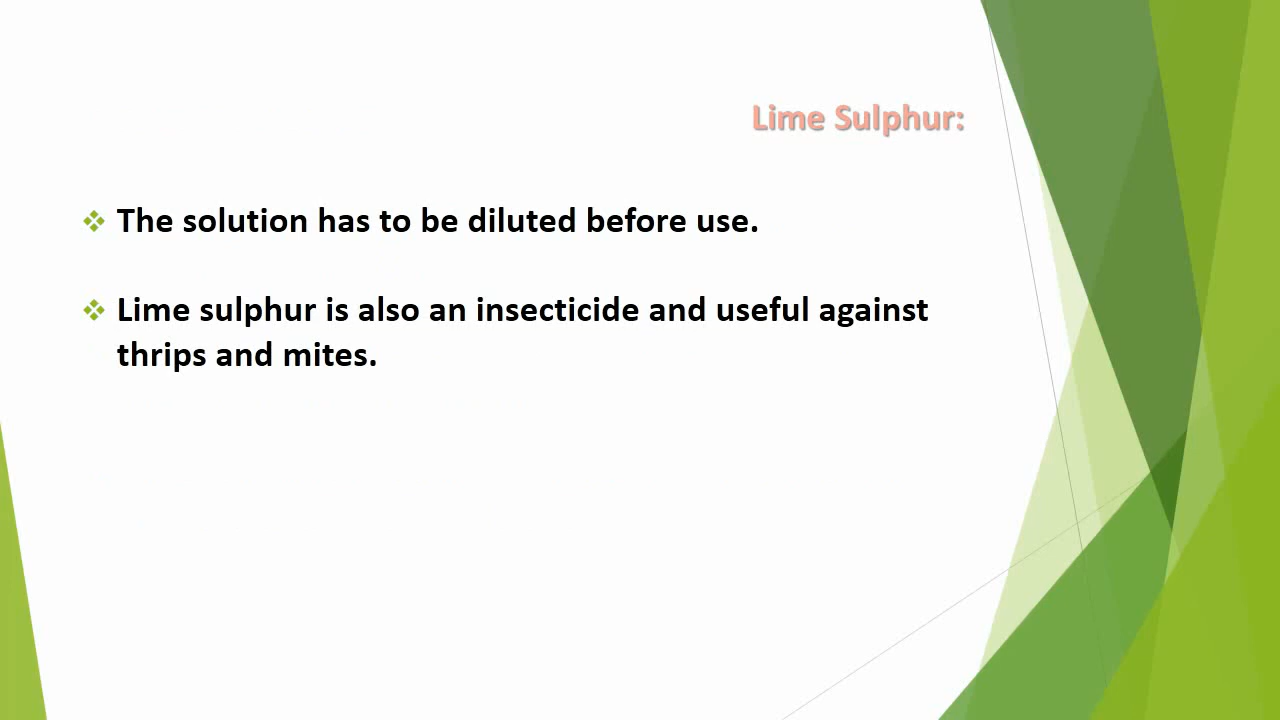 Lime Sulphur:
The solution has to be diluted before use.
Lime sulphur is also an insecticide and useful against
thrips and mites.